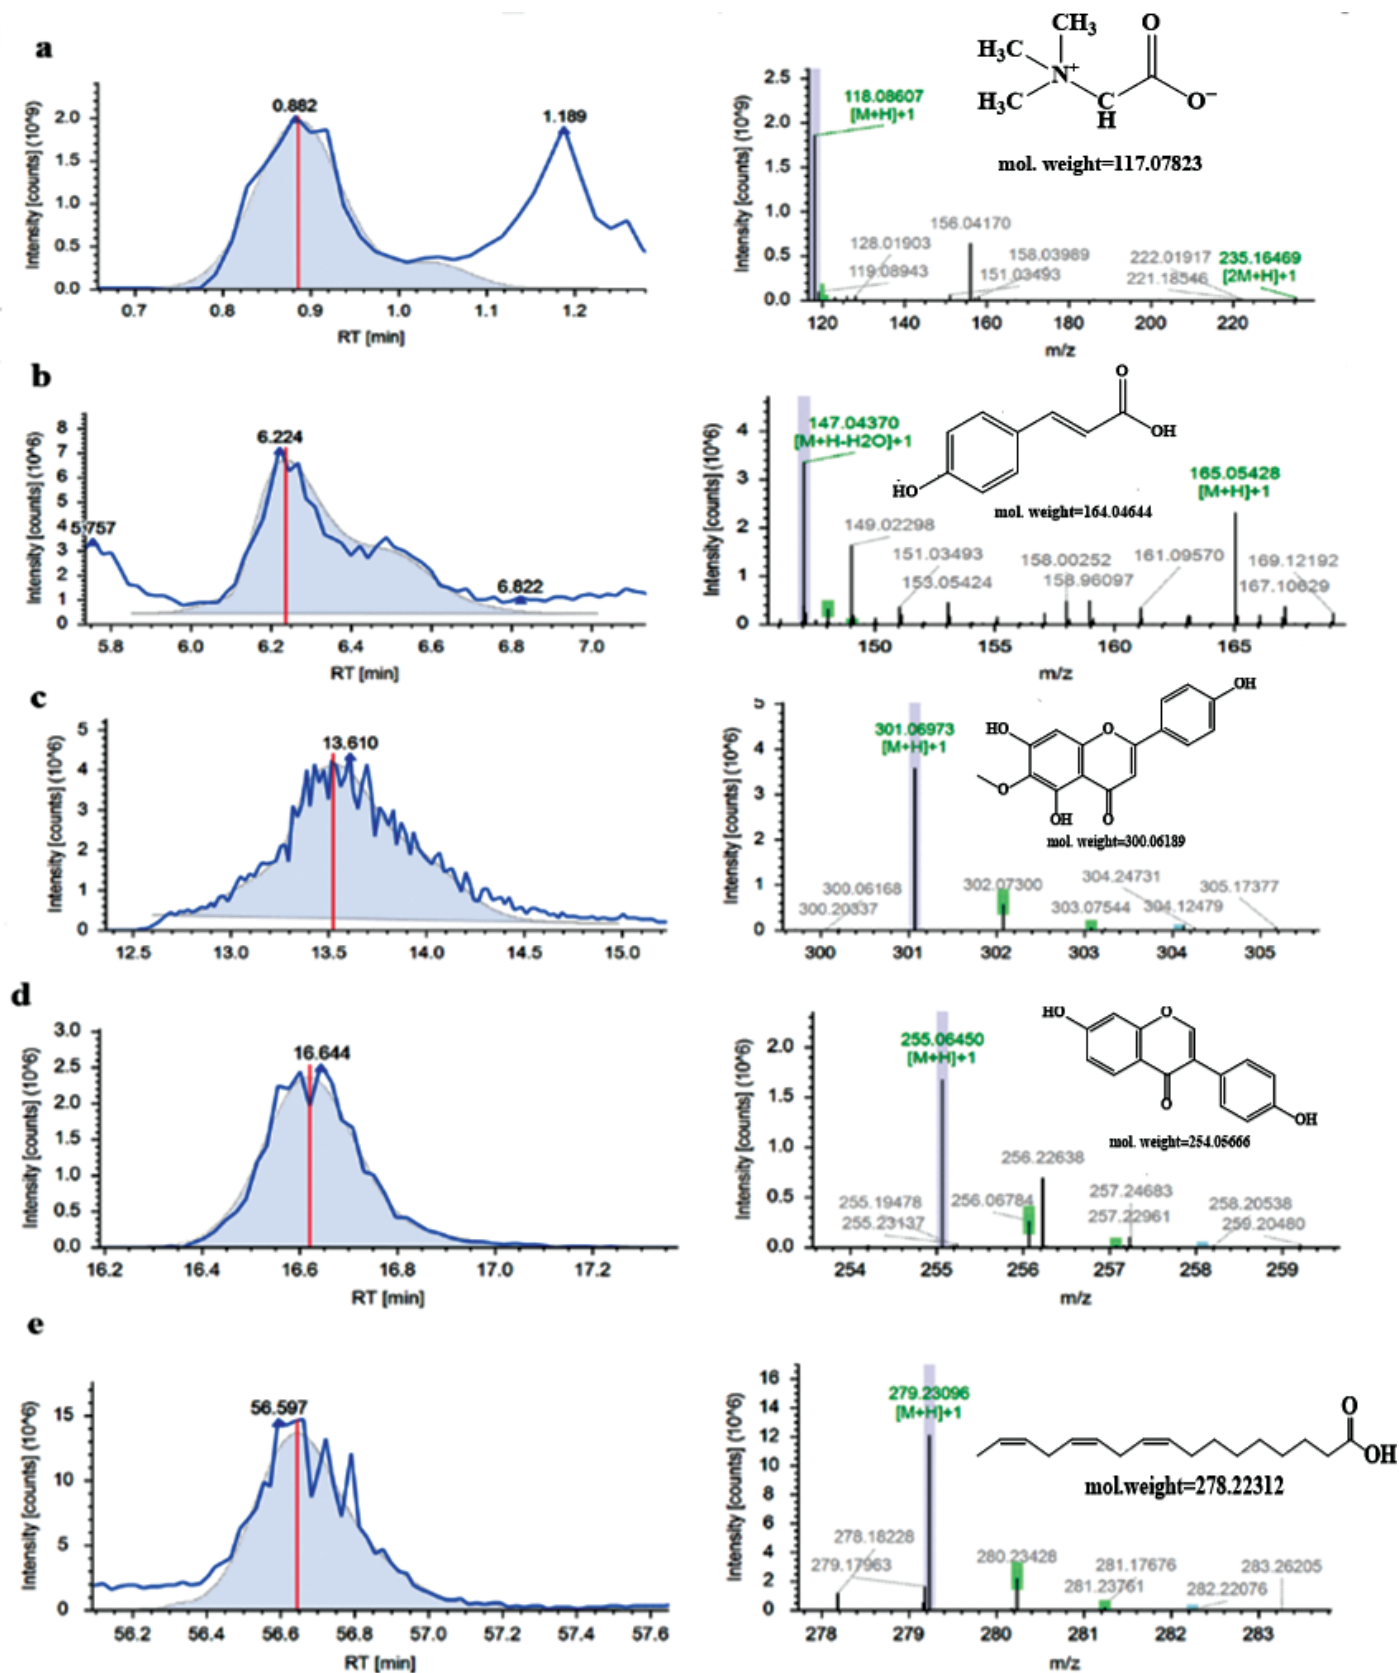 a
Intensity [counts] (10^9)
2.0
1.5
1.0
0.5
0.0
0.882
1.189
0.7 0.8 0.9 1.0 1.1 1.2
RT [min]
Intensity [counts] (10^9)
2.5
2.0
1.5
1.0
0.5
0.0
118.08607
[M+H]+1
128.01903
119.08943
156.04170
158.03989
151.03493
222.01917
221.18546
235.16469
[2M+H]+1
120 140 160 180 200 220
m/z
CH₃ O
H₃C
N⁺
H₃C C O⁻
H
mol. weight=117.07823
b
Intensity [counts] (10^6)
8
7
6
5
4
3
2
1
0
5.757
6.224
6.822
5.8 6.0 6.2 6.4 6.6 6.8 7.0
RT [min]
Intensity [counts] (10^6)
4
3
2
1
0
147.04370
[M+H-H2O]+1
149.02298
151.03493
153.05424
158.00252
158.96097
161.09570
165.05428
[M+H]+1
169.12192
167.10629
150 155 160 165
m/z
O
OH
HO
mol. weight=164.04644
c
Intensity [counts] (10^6)
5
4
3
2
1
0
13.610
12.5 13.0 13.5 14.0 14.5 15.0
Intensity [counts] (10^6)
5
4
3
2
1
0
301.06973
[M+H]+1
300.06168
300.20337
302.07300
303.07544
304.24731
304.12479
305.17377
300 301 302 303 304 305
OH
HO O
O
OH O
mol. weight=300.06189
d
Intensity [counts] (10^6)
3.0
2.5
2.0
1.5
1.0
0.5
0.0
16.644
16.2 16.4 16.6 16.8 17.0 17.2
RT [min]
Intensity [counts] (10^6)
2.0
1.5
1.0
0.5
0.0
255.06450
[M+H]+1
255.19478
255.23137
256.06784
256.22638
257.24683
257.22961
258.20538
259.20480
254 255 256 257 258 259
m/z
HO O
O
OH
mol. weight=254.05666
e
Intensity [counts] (10^6)
15
10
5
0
56.597
56.2 56.4 56.6 56.8 57.0 57.2 57.4 57.6
RT [min]
Intensity [counts] (10^6)
16
14
12
10
8
6
4
2
0
279.23096
[M+H]+1
278.18228
279.17963
280.23428
281.17676
281.23761
282.22076
283.26205
278 279 280 281 282 283
m/z
O
OH
mol.weight=278.22312